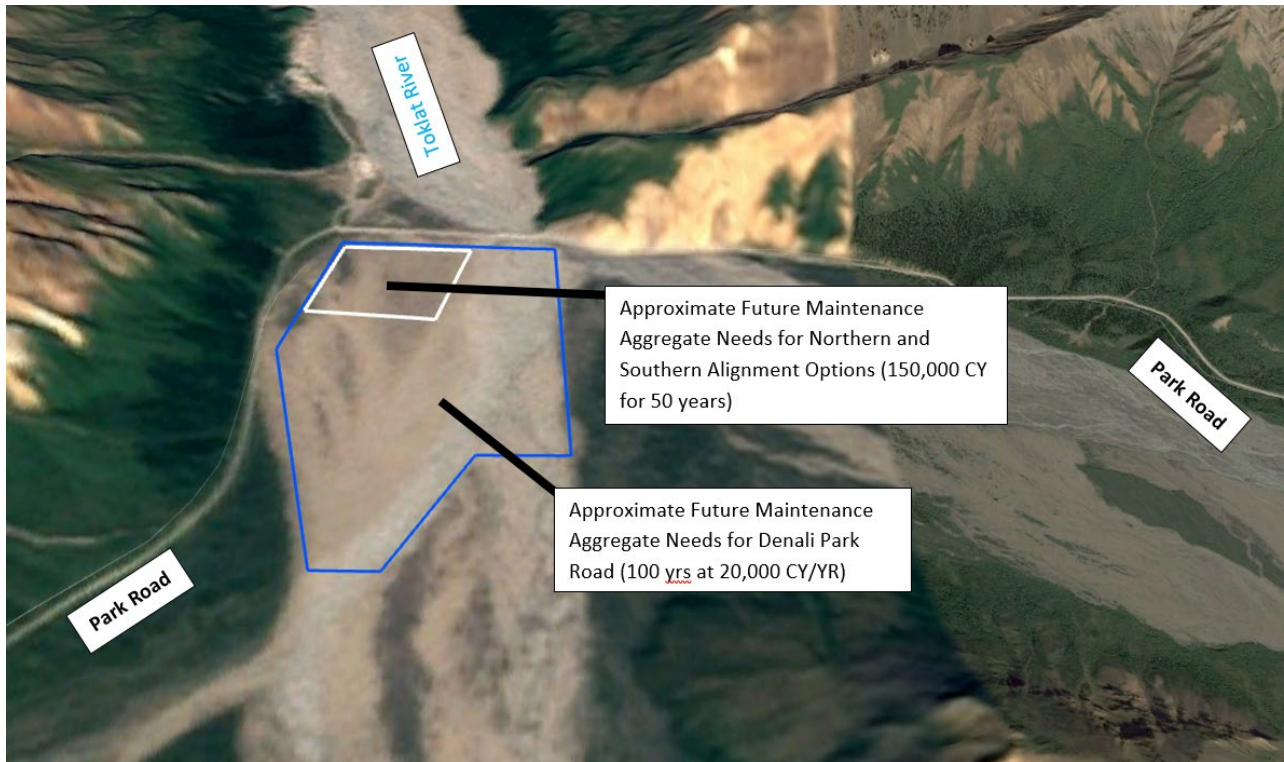 Toklat River
Approximate Future Maintenance
Aggregate Needs for Northern and
Southern Alignment Options (150,000 CY
for 50 years)
Park Road
Approximate Future Maintenance
Aggregate Needs for Denali Park
Road (100 yrs at 20,000 CY/YR)
Park Road